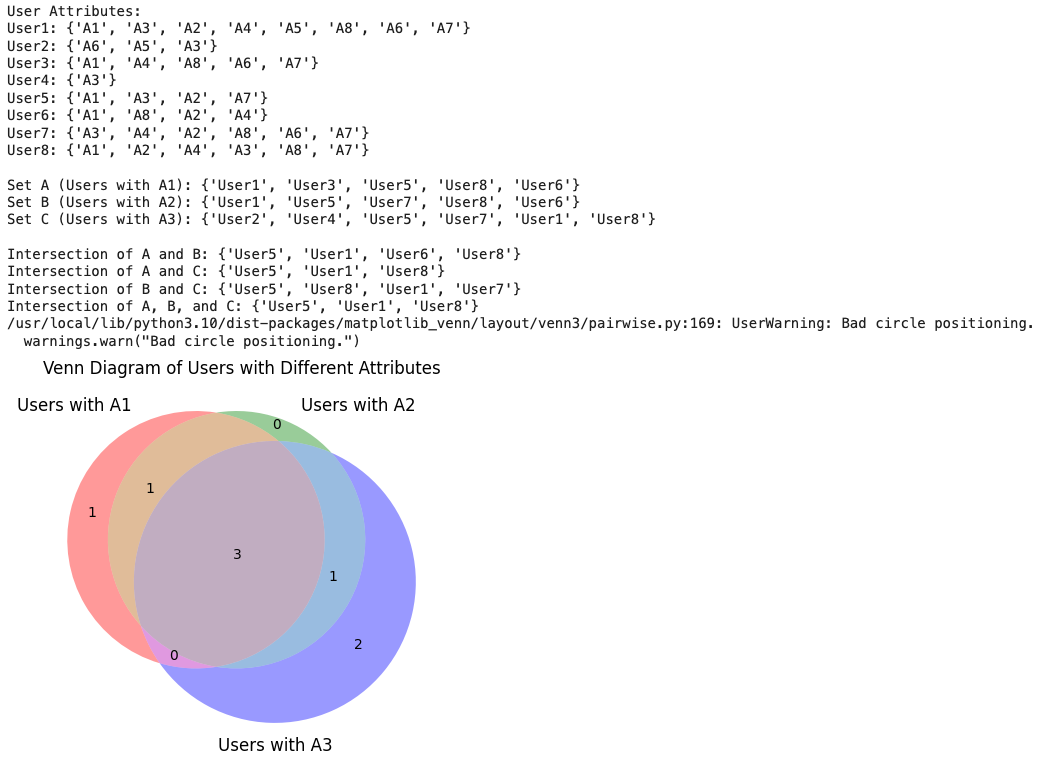 User Attributes:
User1: {'A1', 'A3', 'A2', 'A4', 'A5', 'A8', 'A6', 'A7'}
User2: {'A6', 'A5', 'A3'}
User3: {'A1', 'A4', 'A8', 'A6', 'A7'}
User4: {'A3'}
User5: {'A1', 'A3', 'A2', 'A7'}
User6: {'A1', 'A8', 'A2', 'A4'}
User7: {'A3', 'A4', 'A2', 'A8', 'A6', 'A7'}
User8: {'A1', 'A2', 'A4', 'A3', 'A8', 'A7'}
Set A (Users with A1): {'User1', 'User3', 'User5', 'User8', 'User6'}
Set B (Users with A2): {'User1', 'User5', 'User7', 'User8', 'User6'}
Set C (Users with A3): {'User2', 'User4', 'User5', 'User7', 'User1', 'User8'}
Intersection of A and B: {'User5', 'User1', 'User6', 'User8'}
Intersection of A and C: {'User5', 'User1', 'User8'}
Intersection of B and C: {'User5', 'User8', 'User1', 'User7'}
Intersection of A, B, and C: {'User5', 'User1', 'User8'}
/usr/local/lib/python3.10/dist-packages/matplotlib_venn/layout/venn3/pairwise.py:169: UserWarning: Bad circle positioning.
  warnings.warn("Bad circle positioning.")
Venn Diagram of Users with Different Attributes
Users with A1
Users with A2
0
1
1
3
1
2
0
Users with A3